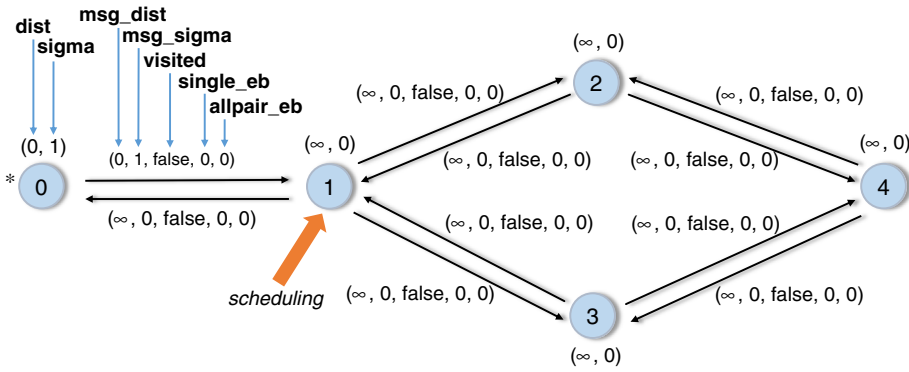 dist
sigma
msg_dist
msg_sigma
visited
single_eb
allpair_eb
(0, 1)
(0, 1, false, 0, 0)
* 0
(∞, 0, false, 0, 0)
(∞, 0)
1
scheduling
(∞, 0)
2
(∞, 0, false, 0, 0)
(∞, 0, false, 0, 0)
(∞, 0, false, 0, 0)
(∞, 0, false, 0, 0)
(∞, 0)
4
(∞, 0, false, 0, 0)
(∞, 0, false, 0, 0)
(∞, 0, false, 0, 0)
(∞, 0, false, 0, 0)
3
(∞, 0)